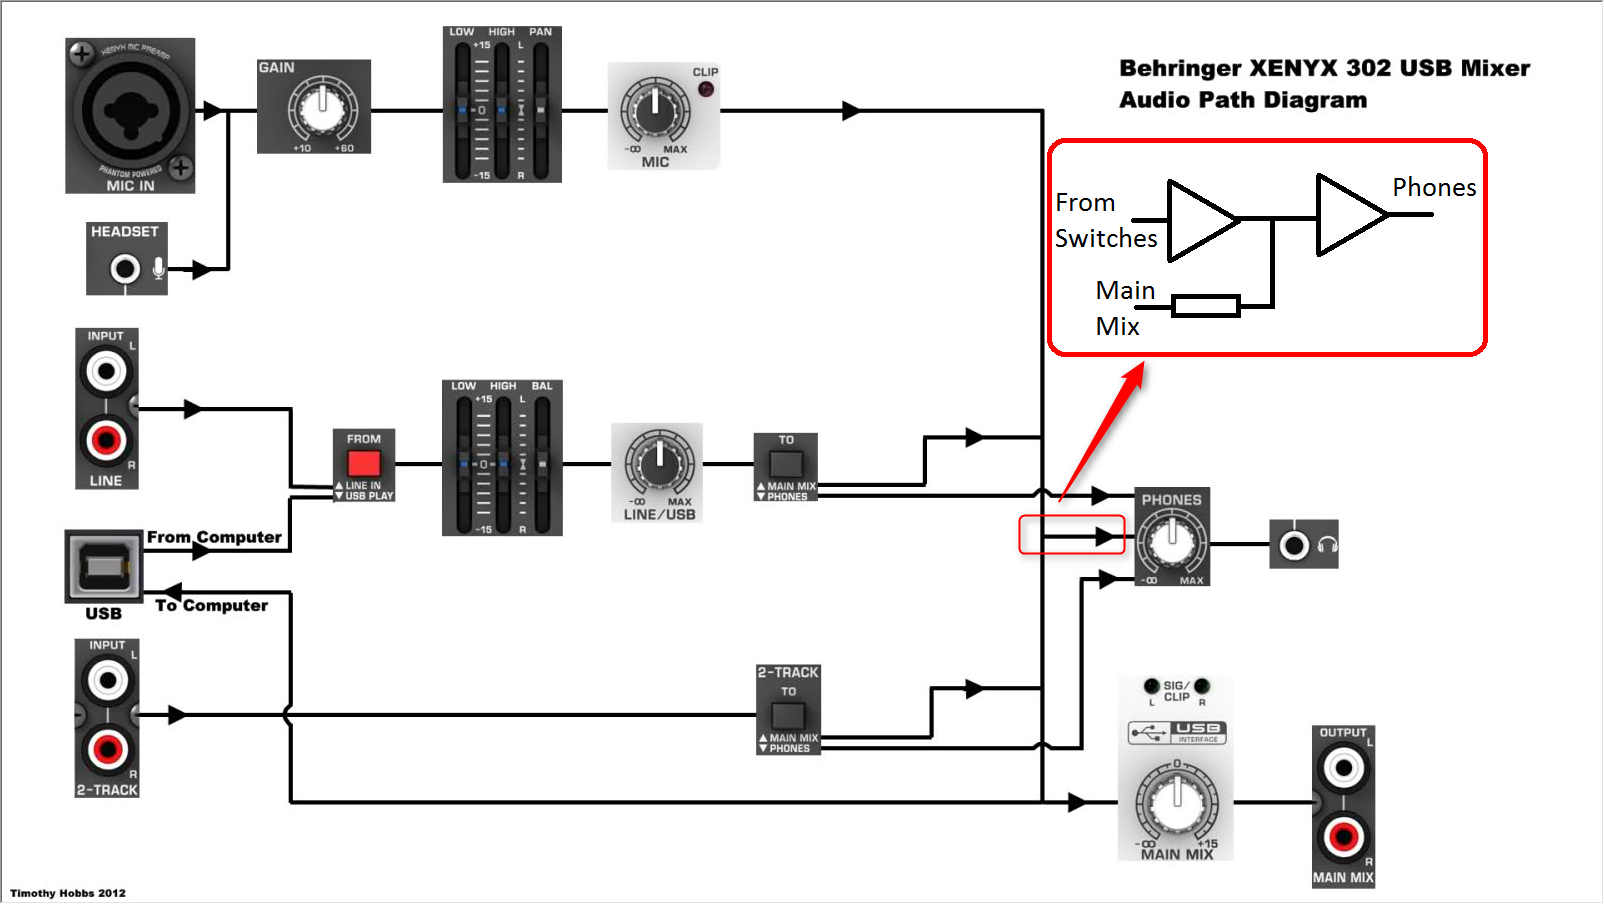 Behringer XENYX 302 USB Mixer
Audio Path Diagram
XENYX MIC PREAMP
PHANTOM POWERED
MIC IN
GAIN
+10 +60
LOW HIGH PAN
+15 L
0
-15 R
CLIP
-∞ MAX
MIC
HEADSET
From
Switches
Phones
Main
Mix
INPUT
L
R
LINE
FROM
▲ LINE IN
▼ USB PLAY
LOW HIGH BAL
+15 L
0
-15 R
-∞ MAX
LINE/USB
TO
▲ MAIN MIX
▼ PHONES
PHONES
-∞ MAX
From Computer
To Computer
USB
INPUT
L
R
2-TRACK
2-TRACK
TO
▲ MAIN MIX
▼ PHONES
SIG/
CLIP
L R
USB
INTERFACE
0
-∞ +15
MAIN MIX
OUTPUT
L
R
MAIN MIX
Timothy Hobbs 2012